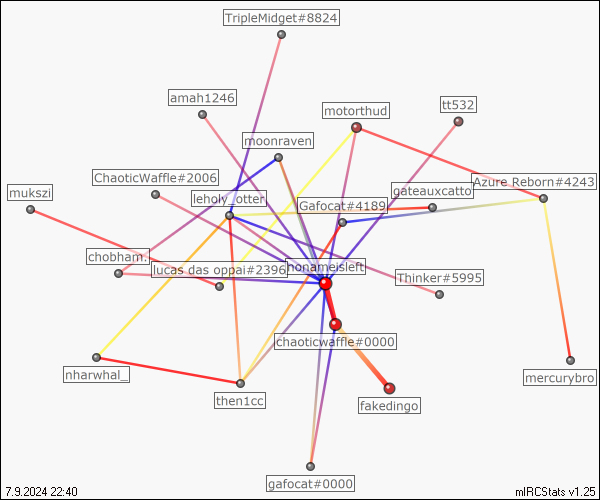 TripleMidget#8824
amah1246
motorthud
tt532
moonraven
ChaoticWaffle#2006
Azure Reborn#4243
mukszi
leholy_otter
gateauxcatto
Gafocat#4189
chobham.
lucas das oppai#2396
nonameisleft
Thinker#5995
chaoticwaffle#0000
nharwhal_
mercurybro
then1cc
fakedingo
gafocat#0000
7.9.2024 22:40
mIRCStats v1.25